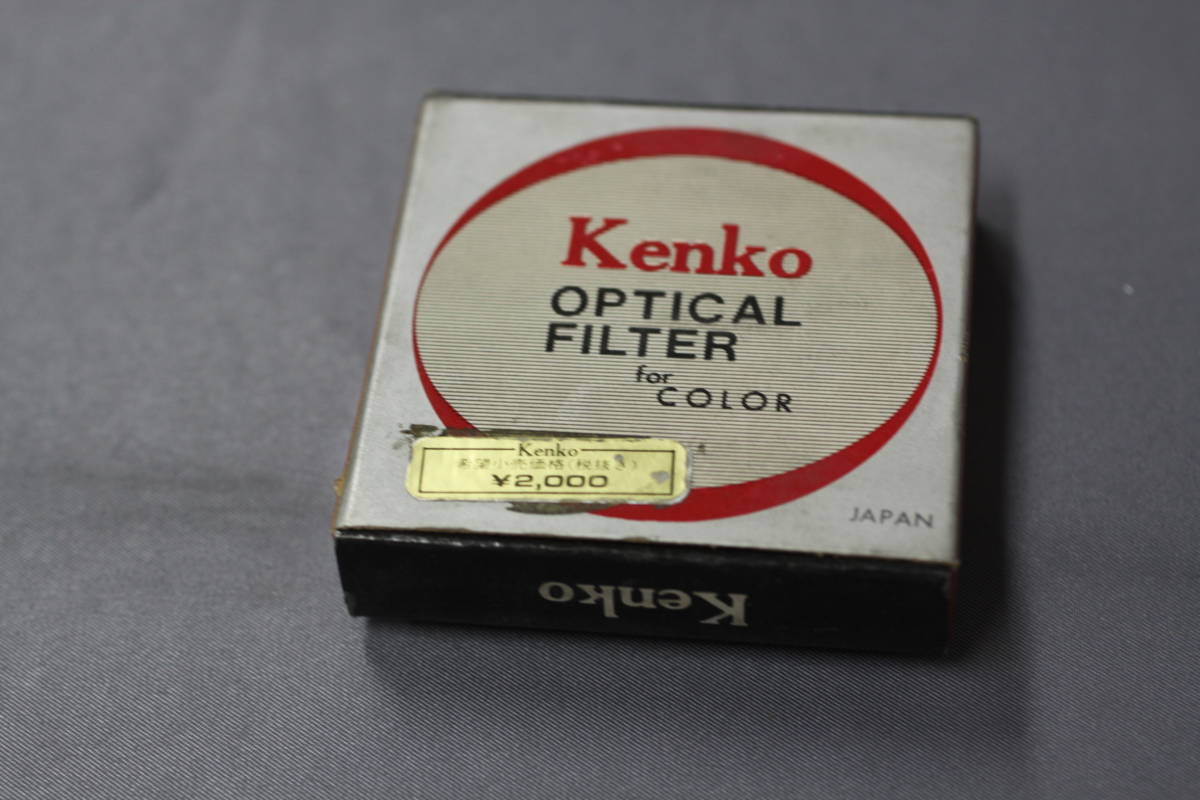 Kenko
OPTICAL
FILTER
for
COLOR
Kenko
希望小売価格(税抜き)
¥2,000
JAPAN
Kenko